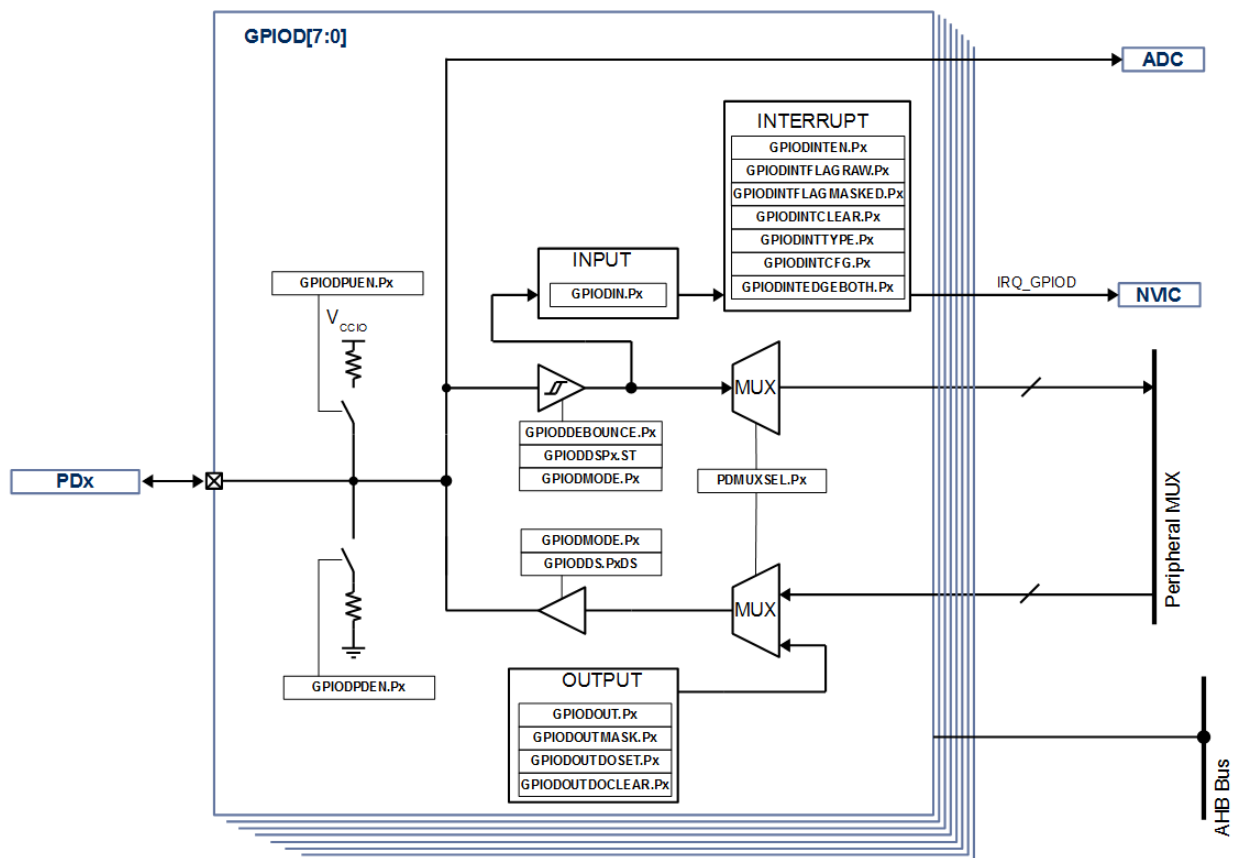 GPIOD[7:0]
ADC
INTERRUPT
GPIODINTEN.Px
GPIODINTFLAGRAW.Px
GPIODINTFLAGMASKED.Px
GPIODINTCLEAR.Px
GPIODINTTYPE.Px
GPIODINTCFG.Px
GPIODINTEDGEBOTH.Px
INPUT
GPIODIN.Px
GPIODPUEN.Px
IRQ_GPIOD
NVIC
VCCIO
MUX
GPIODDEBOUNCE.Px
GPIODDSPx.ST
GPIODMODE.Px
PDMUXSEL.Px
PDx
Peripheral MUX
GPIODMODE.Px
GPIODDS.PxDS
MUX
GPIODPDEN.Px
OUTPUT
GPIODOUT.Px
GPIODOUTMASK.Px
GPIODOUTDOSET.Px
GPIODOUTDOCLEAR.Px
AHB Bus